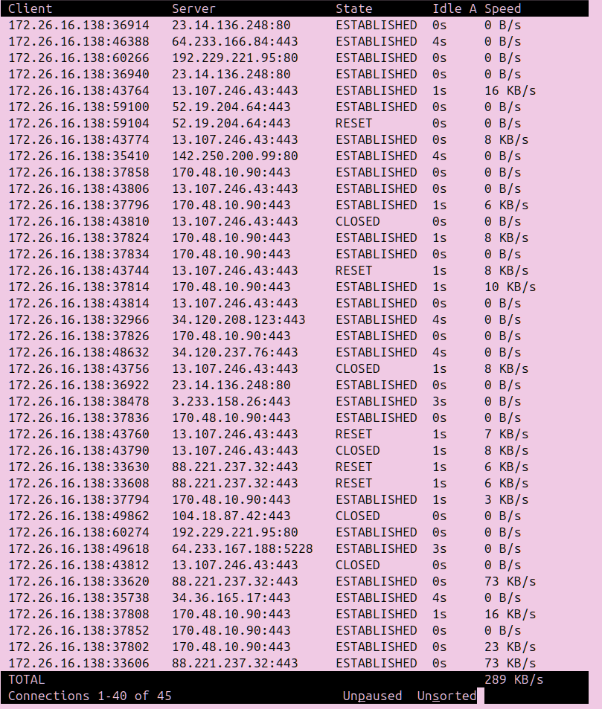 Client Server State Idle A Speed
172.26.16.138:36914 23.14.136.248:80 ESTABLISHED 0s 0 B/s
172.26.16.138:46388 64.233.166.84:443 ESTABLISHED 4s 0 B/s
172.26.16.138:60266 192.229.221.95:80 ESTABLISHED 0s 0 B/s
172.26.16.138:36940 23.14.136.248:80 ESTABLISHED 0s 0 B/s
172.26.16.138:43764 13.107.246.43:443 ESTABLISHED 1s 16 KB/s
172.26.16.138:59100 52.19.204.64:443 ESTABLISHED 0s 0 B/s
172.26.16.138:59104 52.19.204.64:443 RESET 0s 0 B/s
172.26.16.138:43774 13.107.246.43:443 ESTABLISHED 0s 8 KB/s
172.26.16.138:35410 142.250.200.99:80 ESTABLISHED 4s 0 B/s
172.26.16.138:37858 170.48.10.90:443 ESTABLISHED 0s 0 B/s
172.26.16.138:43806 13.107.246.43:443 ESTABLISHED 0s 0 B/s
172.26.16.138:37796 170.48.10.90:443 ESTABLISHED 1s 6 KB/s
172.26.16.138:43810 13.107.246.43:443 CLOSED 0s 0 B/s
172.26.16.138:37824 170.48.10.90:443 ESTABLISHED 1s 8 KB/s
172.26.16.138:37834 170.48.10.90:443 ESTABLISHED 0s 0 B/s
172.26.16.138:43744 13.107.246.43:443 RESET 1s 8 KB/s
172.26.16.138:37814 170.48.10.90:443 ESTABLISHED 1s 10 KB/s
172.26.16.138:43814 13.107.246.43:443 ESTABLISHED 0s 0 B/s
172.26.16.138:32966 34.120.208.123:443 ESTABLISHED 4s 0 B/s
172.26.16.138:37826 170.48.10.90:443 ESTABLISHED 0s 0 B/s
172.26.16.138:48632 34.120.237.76:443 ESTABLISHED 4s 0 B/s
172.26.16.138:43756 13.107.246.43:443 CLOSED 1s 8 KB/s
172.26.16.138:36922 23.14.136.248:80 ESTABLISHED 0s 0 B/s
172.26.16.138:38478 3.233.158.26:443 ESTABLISHED 3s 0 B/s
172.26.16.138:37836 170.48.10.90:443 ESTABLISHED 0s 0 B/s
172.26.16.138:43760 13.107.246.43:443 RESET 1s 7 KB/s
172.26.16.138:43790 13.107.246.43:443 CLOSED 1s 8 KB/s
172.26.16.138:33630 88.221.237.32:443 RESET 1s 6 KB/s
172.26.16.138:33608 88.221.237.32:443 RESET 1s 6 KB/s
172.26.16.138:37794 170.48.10.90:443 ESTABLISHED 1s 3 KB/s
172.26.16.138:49862 104.18.87.42:443 CLOSED 0s 0 B/s
172.26.16.138:60274 192.229.221.95:80 ESTABLISHED 0s 0 B/s
172.26.16.138:49618 64.233.167.188:5228 ESTABLISHED 3s 0 B/s
172.26.16.138:43812 13.107.246.43:443 CLOSED 0s 0 B/s
172.26.16.138:33620 88.221.237.32:443 ESTABLISHED 0s 73 KB/s
172.26.16.138:35738 34.36.165.17:443 ESTABLISHED 4s 0 B/s
172.26.16.138:37808 170.48.10.90:443 ESTABLISHED 1s 16 KB/s
172.26.16.138:37852 170.48.10.90:443 ESTABLISHED 0s 0 B/s
172.26.16.138:37802 170.48.10.90:443 ESTABLISHED 0s 23 KB/s
172.26.16.138:33606 88.221.237.32:443 ESTABLISHED 0s 73 KB/s
TOTAL 289 KB/s
Connections 1-40 of 45 Unpaused Unsorted